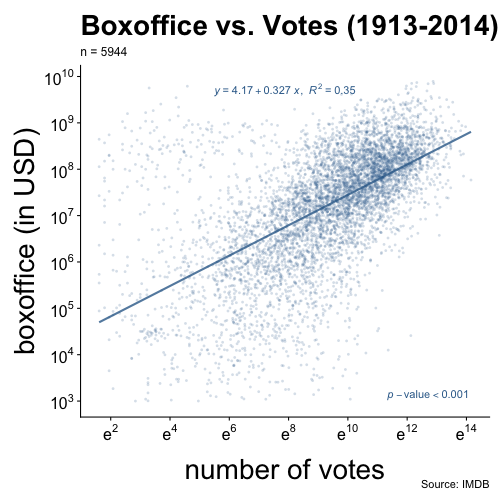 Boxoffice vs. Votes (1913-2014)
n = 5944
y = 4.17 + 0.327 x, R² = 0.35
10¹⁰
10⁹
10⁸
10⁷
10⁶
10⁵
10⁴
10³
boxoffice (in USD)
p − value < 0.001
e² e⁴ e⁶ e⁸ e¹⁰ e¹² e¹⁴
number of votes
Source: IMDB